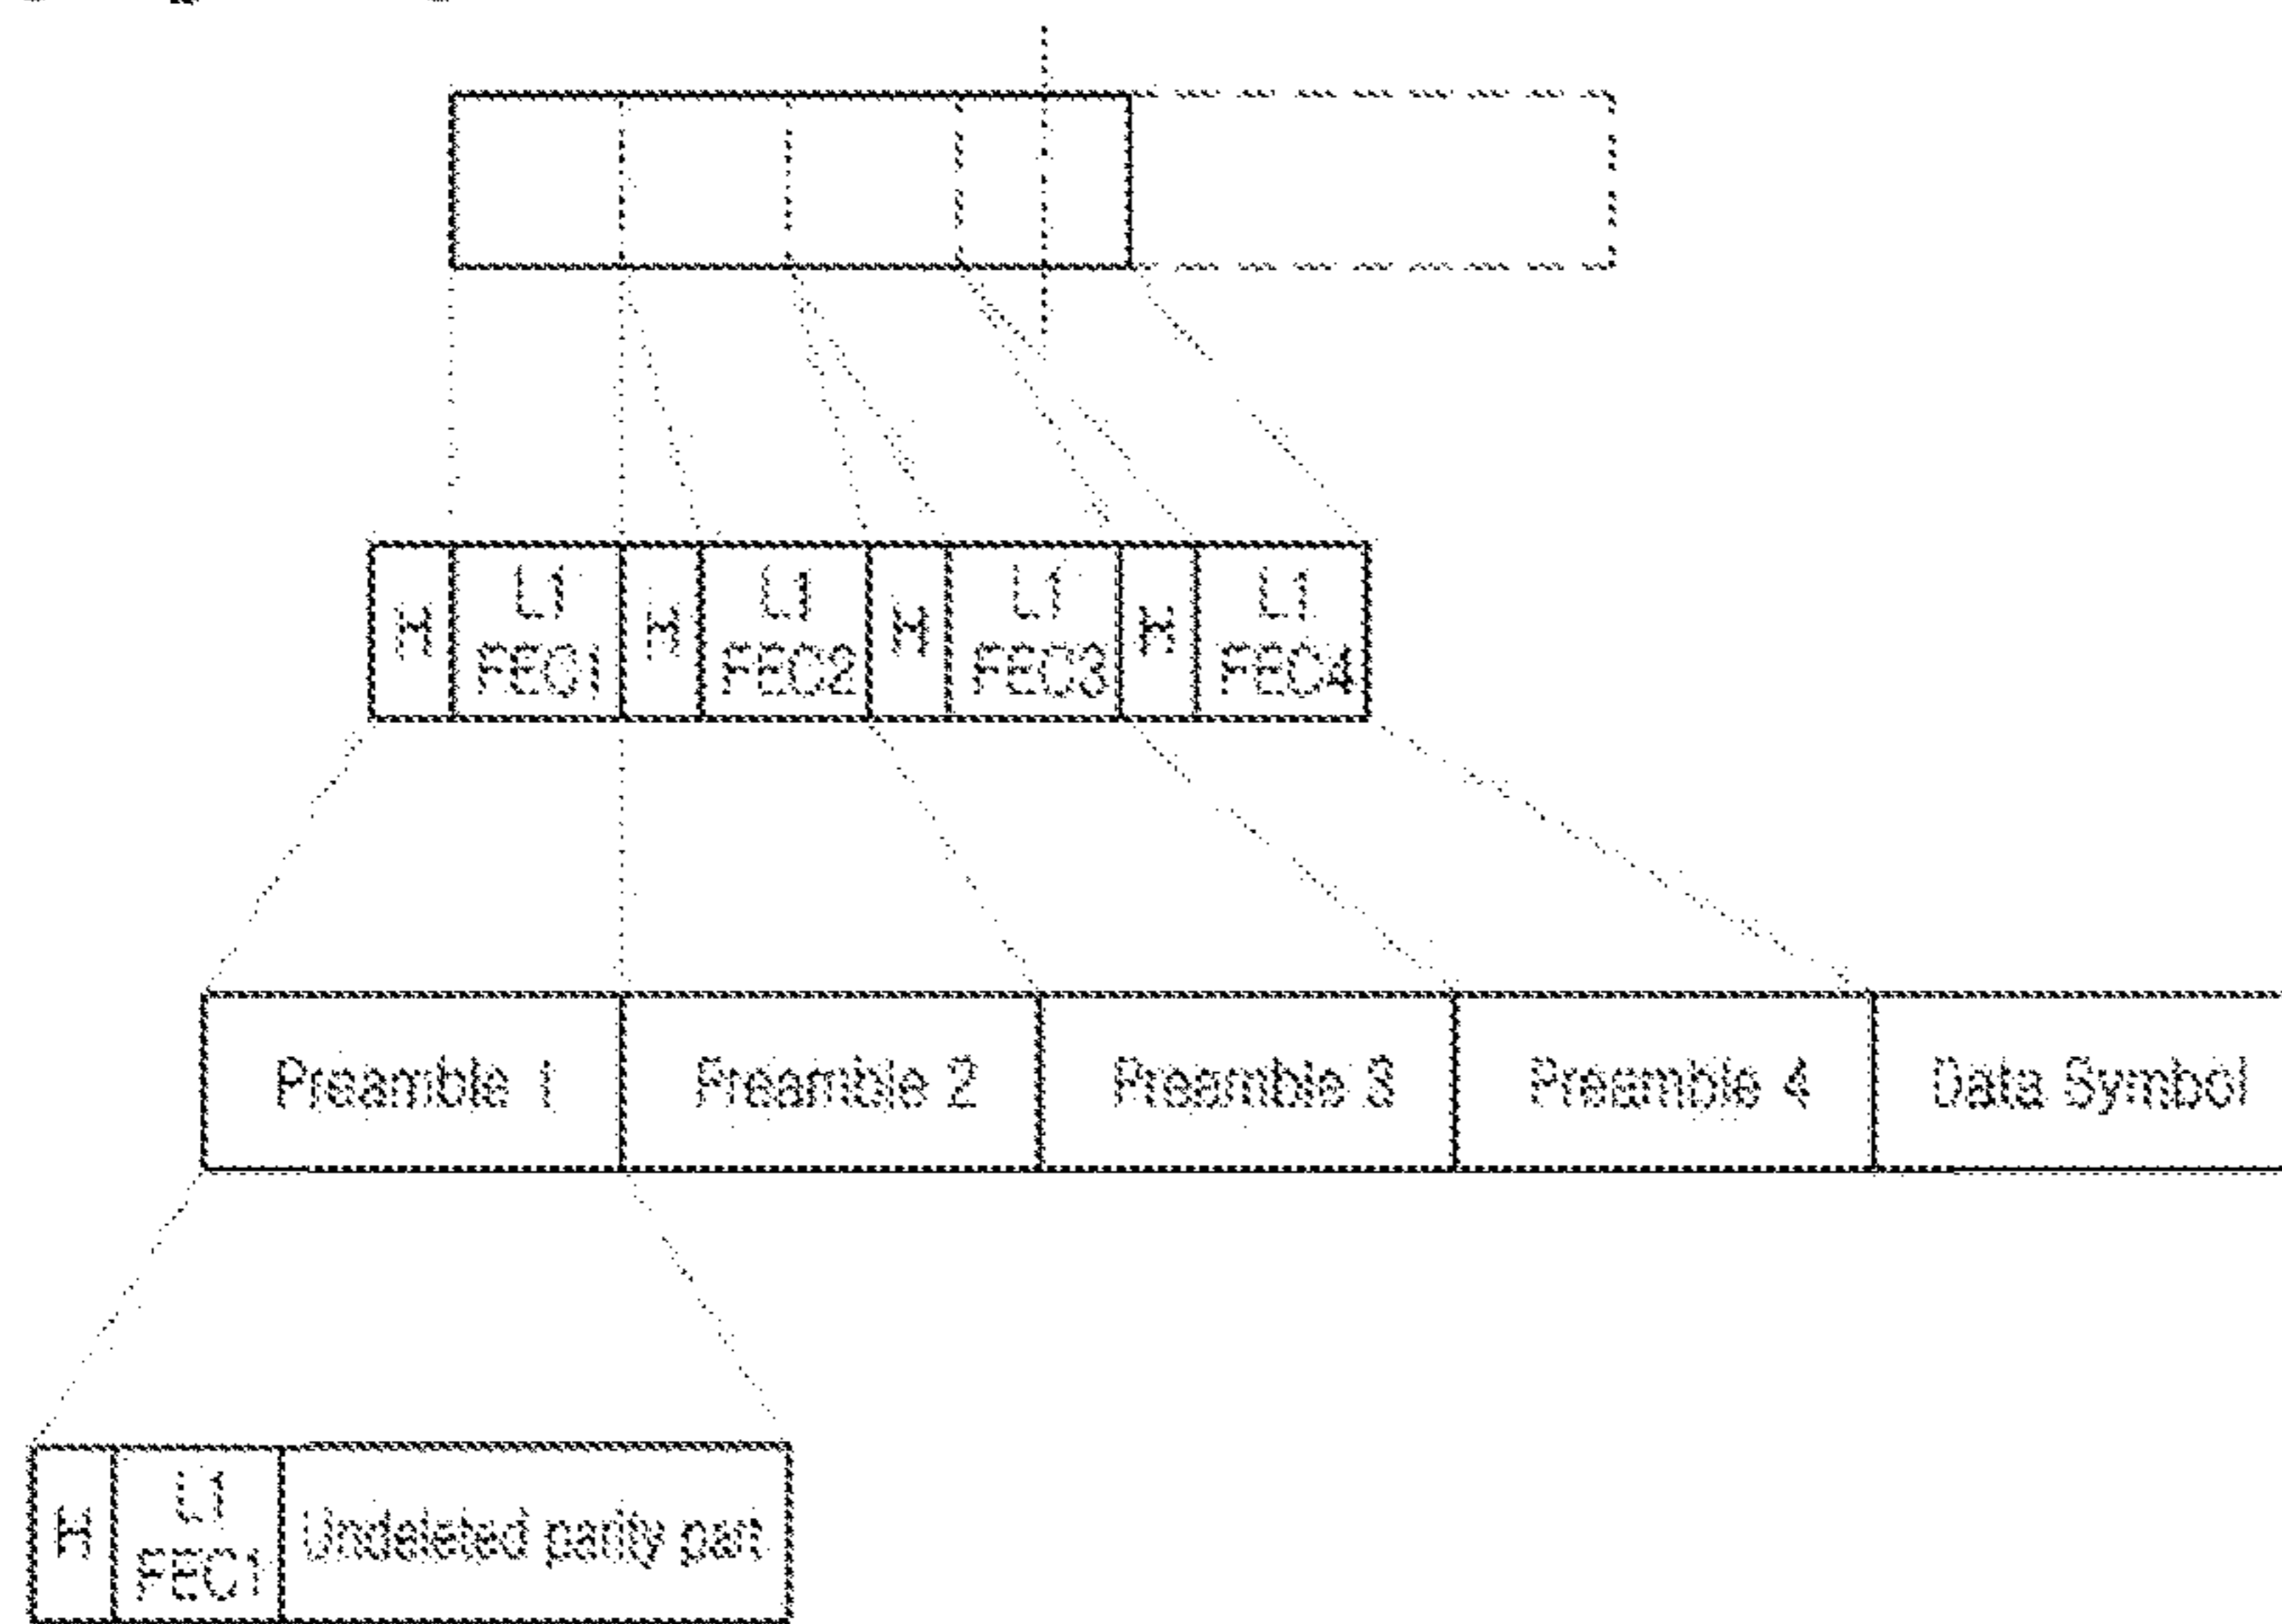 H L1 FEC1 H L1 FEC2 H L1 FEC3 H L1 FEC4
Preamble 1 Preamble 2 Preamble 3 Preamble 4 Data Symbol
H L1 FEC1 Undeleted parity part